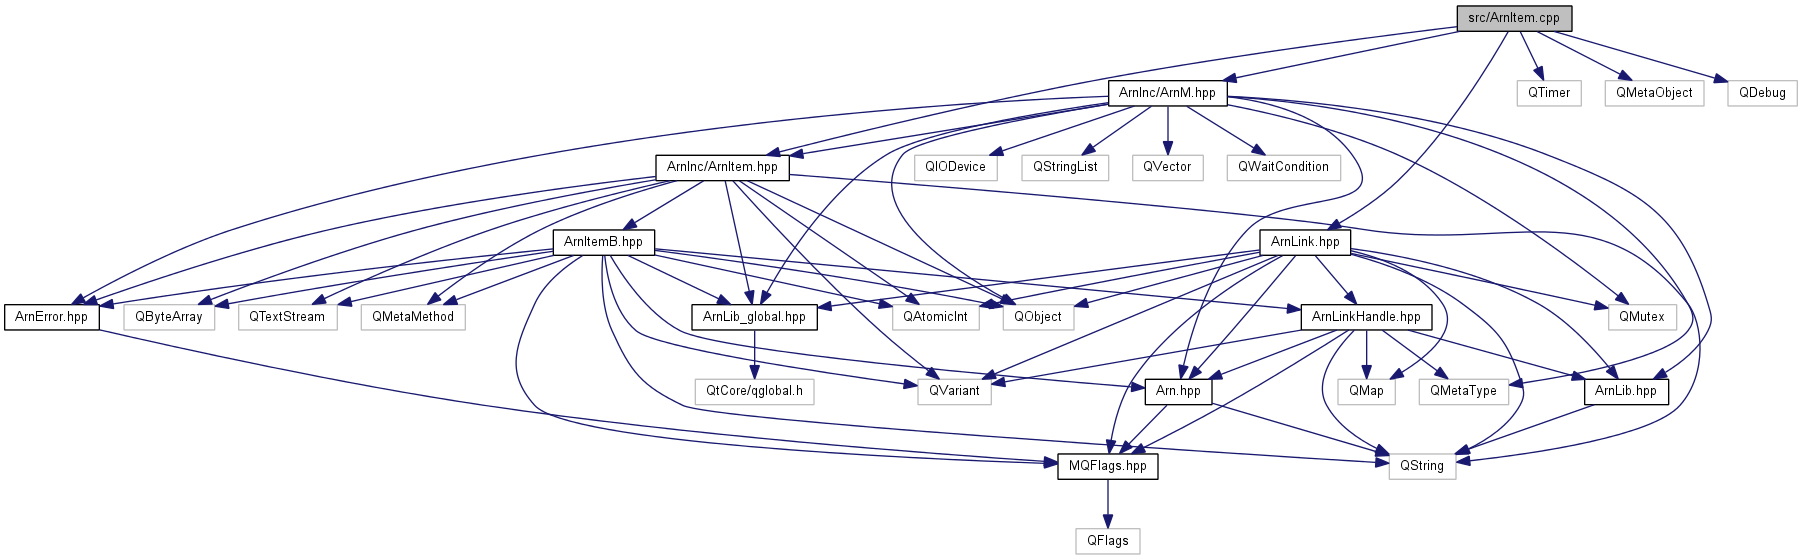 src/ArnItem.cpp
ArnInc/ArnM.hpp
QTimer
QMetaObject
QDebug
ArnInc/ArnItem.hpp
QIODevice
QStringList
QVector
QWaitCondition
ArnItemB.hpp
ArnLink.hpp
ArnError.hpp
QByteArray
QTextStream
QMetaMethod
ArnLib_global.hpp
QAtomicInt
QObject
ArnLinkHandle.hpp
QMutex
QtCore/qglobal.h
QVariant
Arn.hpp
QMap
QMetaType
ArnLib.hpp
MQFlags.hpp
QString
QFlags